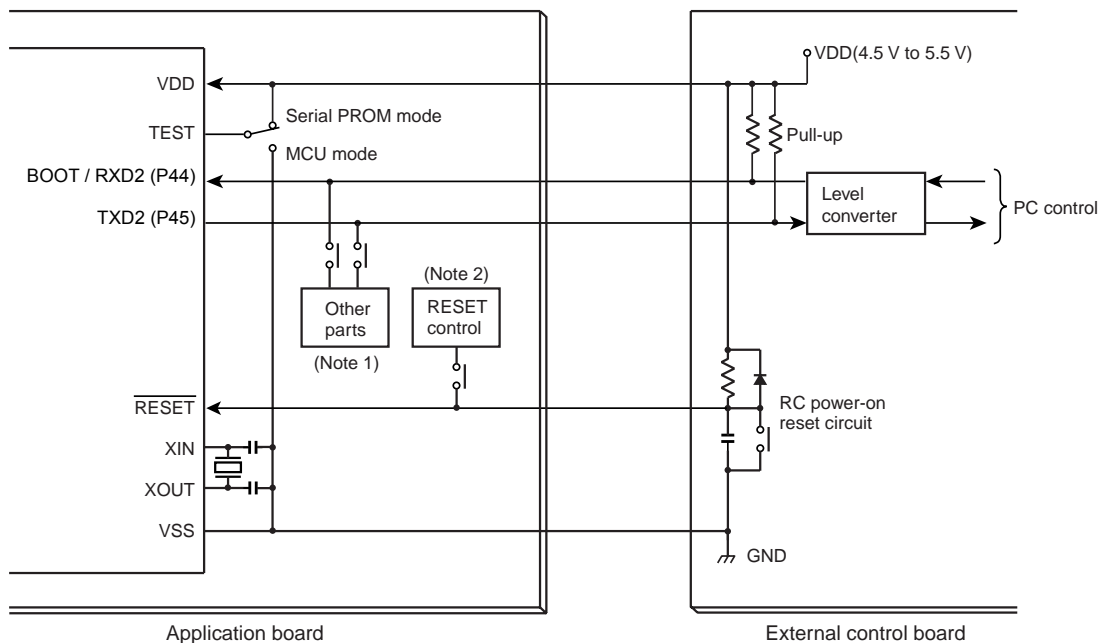 VDD(4.5 V to 5.5 V)
VDD
Serial PROM mode
TEST
Pull-up
MCU mode
BOOT / RXD2 (P44)
Level
converter
PC control
TXD2 (P45)
(Note 2)
Other
parts
RESET
control
(Note 1)
RESET
RC power-on
reset circuit
XIN
XOUT
VSS
GND
Application board
External control board